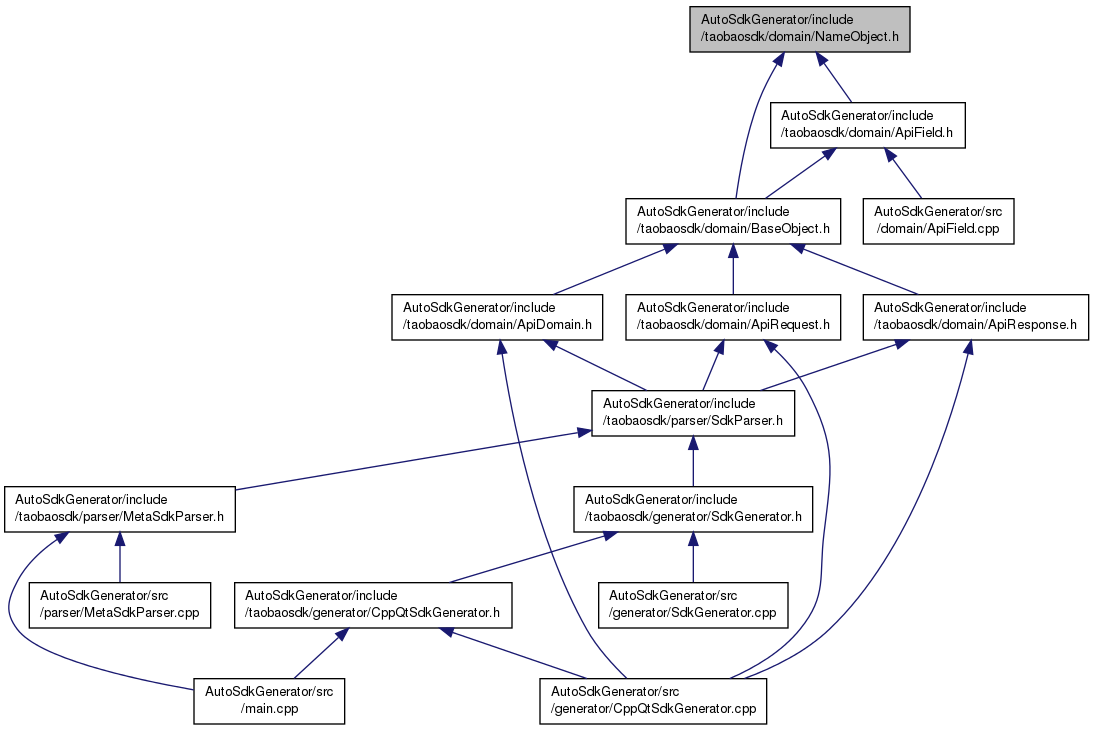 AutoSdkGenerator/include
/taobaosdk/domain/NameObject.h
AutoSdkGenerator/include
/taobaosdk/domain/ApiField.h
AutoSdkGenerator/include
/taobaosdk/domain/BaseObject.h
AutoSdkGenerator/src
/domain/ApiField.cpp
AutoSdkGenerator/include
/taobaosdk/domain/ApiDomain.h
AutoSdkGenerator/include
/taobaosdk/domain/ApiRequest.h
AutoSdkGenerator/include
/taobaosdk/domain/ApiResponse.h
AutoSdkGenerator/include
/taobaosdk/parser/SdkParser.h
AutoSdkGenerator/include
/taobaosdk/parser/MetaSdkParser.h
AutoSdkGenerator/include
/taobaosdk/generator/SdkGenerator.h
AutoSdkGenerator/src
/parser/MetaSdkParser.cpp
AutoSdkGenerator/include
/taobaosdk/generator/CppQtSdkGenerator.h
AutoSdkGenerator/src
/generator/SdkGenerator.cpp
AutoSdkGenerator/src
/main.cpp
AutoSdkGenerator/src
/generator/CppQtSdkGenerator.cpp